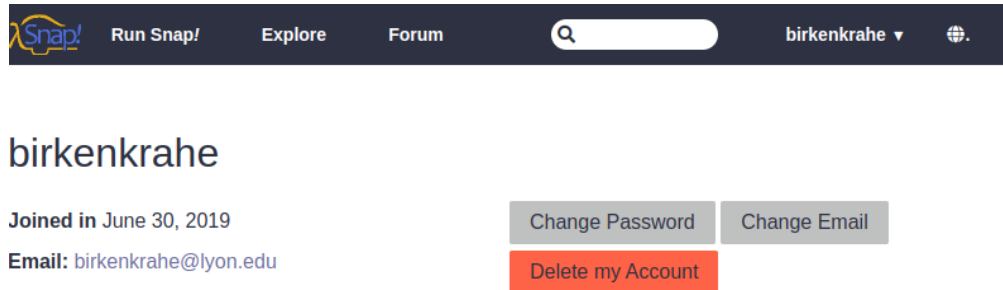 λSnap! Run Snap! Explore Forum birkenkrahe ▾ .
birkenkrahe
Joined in June 30, 2019
Change Password Change Email
Email: birkenkrahe@lyon.edu
Delete my Account